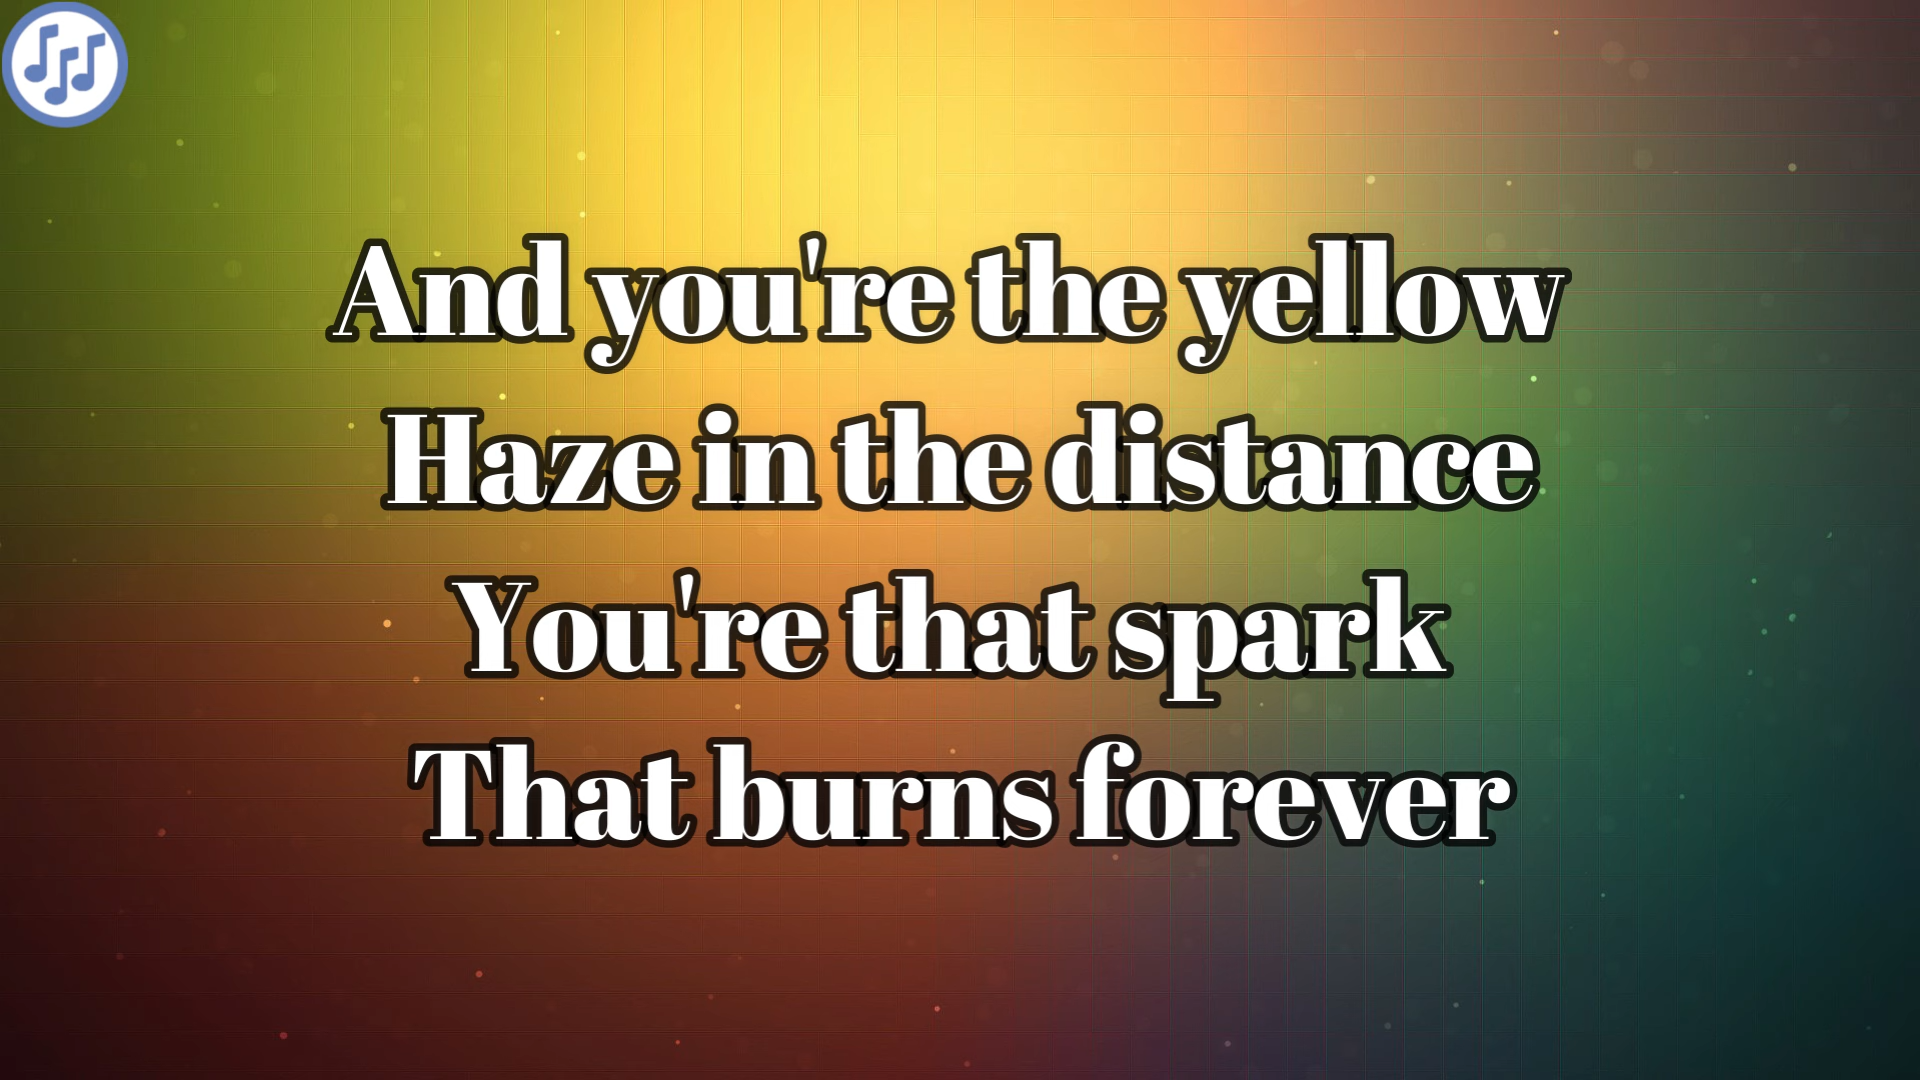 And you're the yellow
Haze in the distance
You're that spark
That burns forever